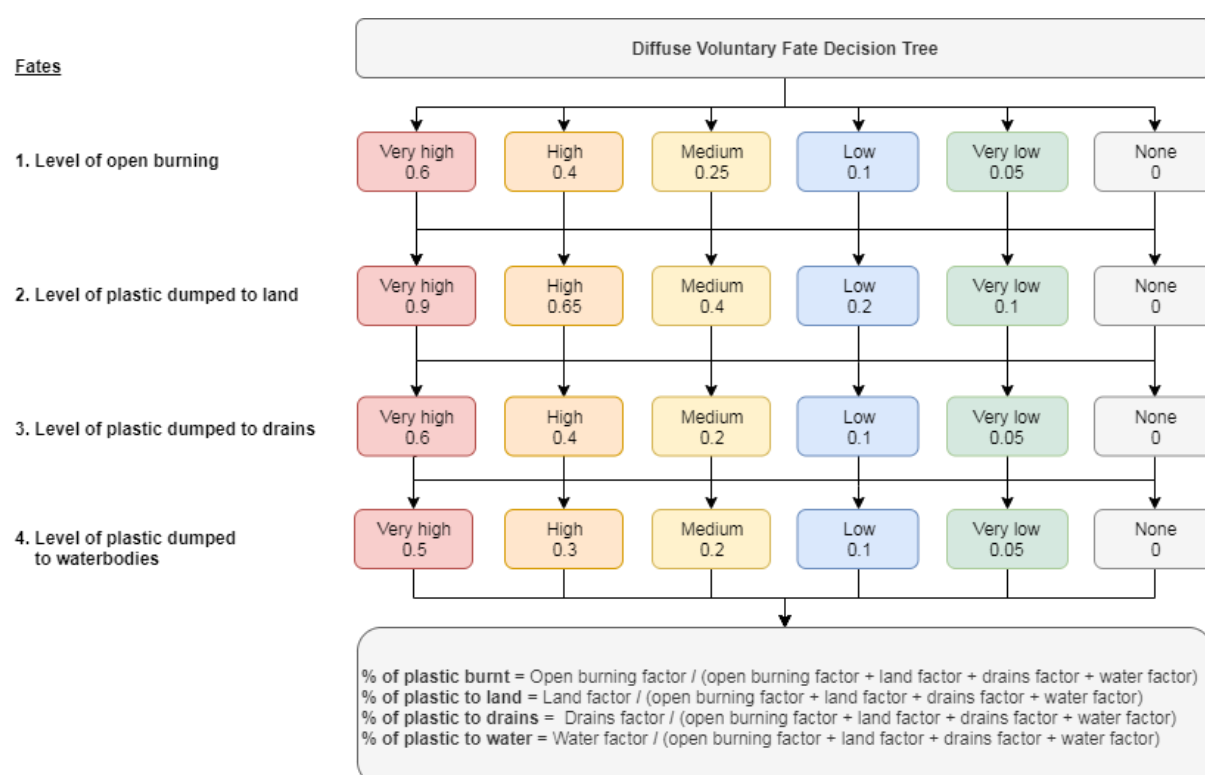 Diffuse Voluntary Fate Decision Tree
Fates
1. Level of open burning
Very high
0.6
High
0.4
Medium
0.25
Low
0.1
Very low
0.05
None
0
2. Level of plastic dumped to land
Very high
0.9
High
0.65
Medium
0.4
Low
0.2
Very low
0.1
None
0
3. Level of plastic dumped to drains
Very high
0.6
High
0.4
Medium
0.2
Low
0.1
Very low
0.05
None
0
4. Level of plastic dumped
to waterbodies
Very high
0.5
High
0.3
Medium
0.2
Low
0.1
Very low
0.05
None
0
% of plastic burnt = Open burning factor / (open burning factor + land factor + drains factor + water factor)
% of plastic to land = Land factor / (open burning factor + land factor + drains factor + water factor)
% of plastic to drains = Drains factor / (open burning factor + land factor + drains factor + water factor)
% of plastic to water = Water factor / (open burning factor + land factor + drains factor + water factor)